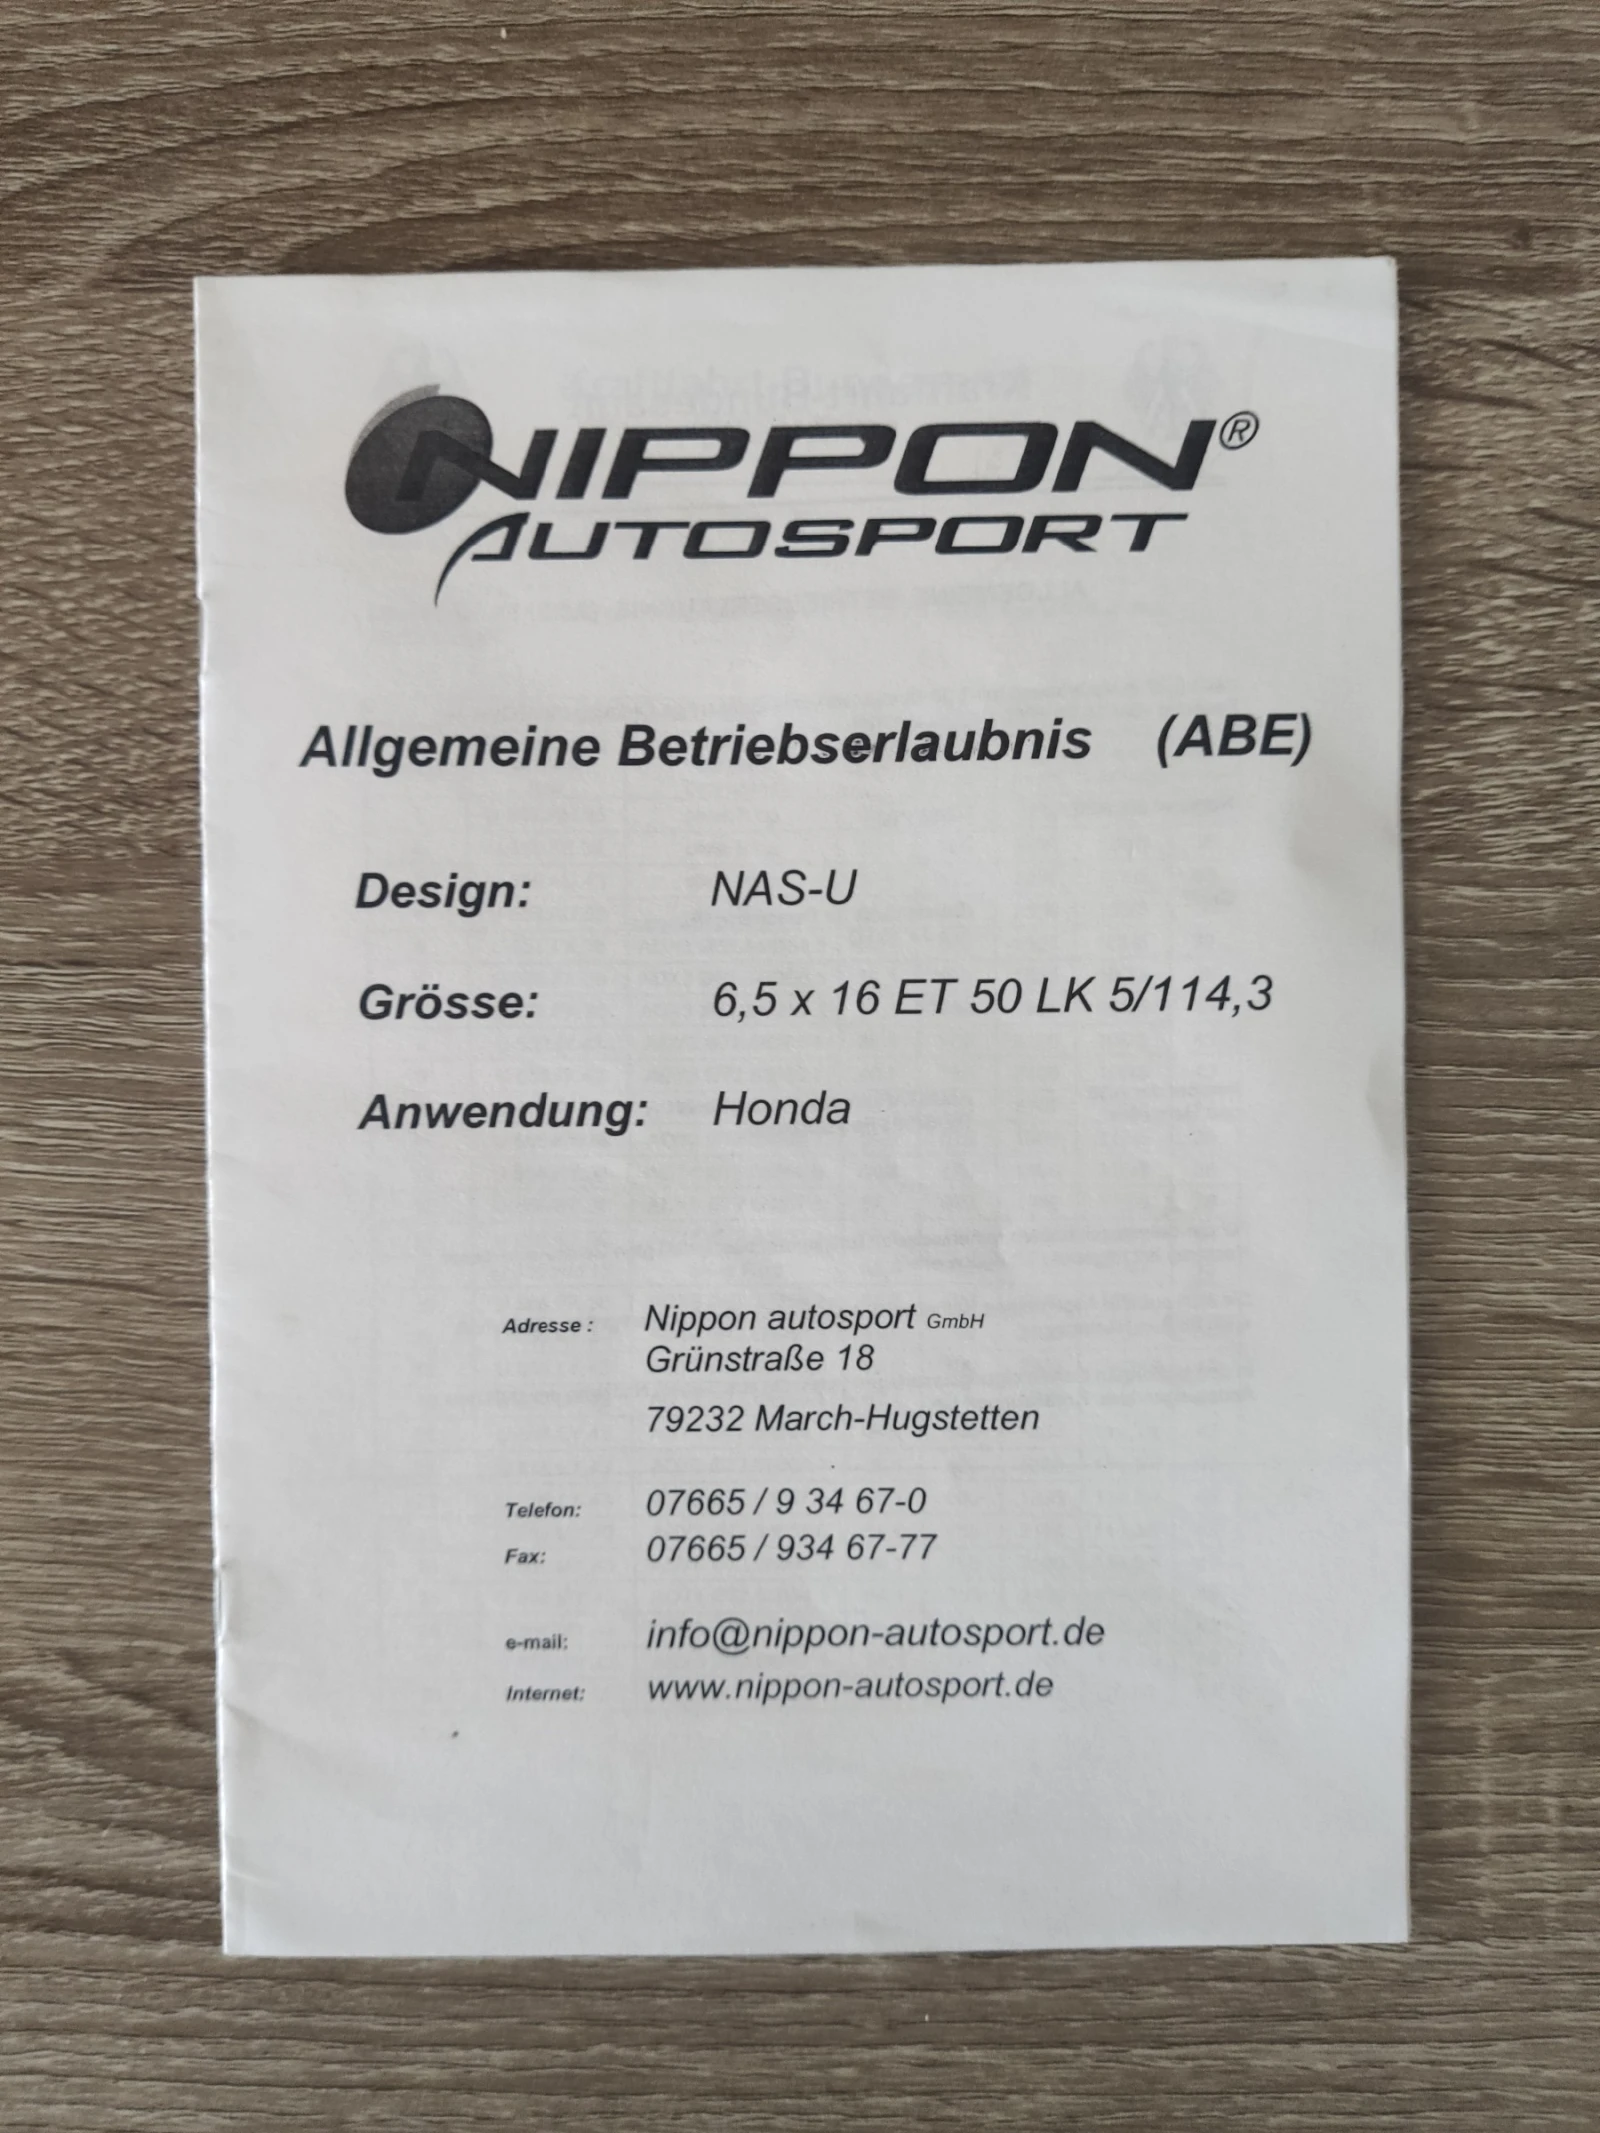 NIPPON®
AUTOSPORT
Allgemeine Betriebserlaubnis (ABE)
Design: NAS-U
Grösse: 6,5 x 16 ET 50 LK 5/114,3
Anwendung: Honda
Adresse : Nippon autosport GmbH
Grünstraße 18
79232 March-Hugstetten
Telefon: 07665 / 9 34 67-0
Fax: 07665 / 934 67-77
e-mail: info@nippon-autosport.de
Internet: www.nippon-autosport.de